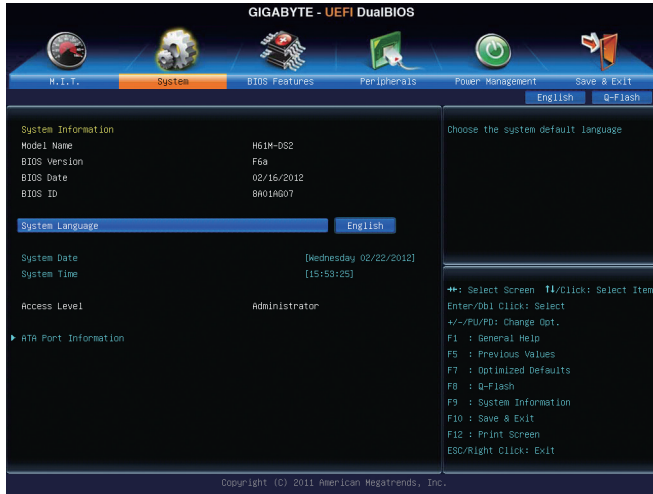 GIGABYTE - UEFI DualBIOS
M.I.T.
System
BIOS Features
Peripherals
Power Management
Save & Exit
English
Q-Flash
System Information
Model Name H61M-DS2
BIOS Version F6a
BIOS Date 02/16/2012
BIOS ID 8A01AG07
System Language English
System Date [Wednesday 02/22/2012]
System Time [15:53:25]
Access Level Administrator
ATA Port Information
Choose the system default language
: Select Screen ↑↓/Click: Select Item
Enter/Dbl Click: Select
+/-/PU/PD: Change Opt.
F1 : General Help
F5 : Previous Values
F7 : Optimized Defaults
F8 : Q-Flash
F9 : System Information
F10 : Save & Exit
F12 : Print Screen
ESC/Right Click: Exit
Copyright (C) 2011 American Megatrends, Inc.